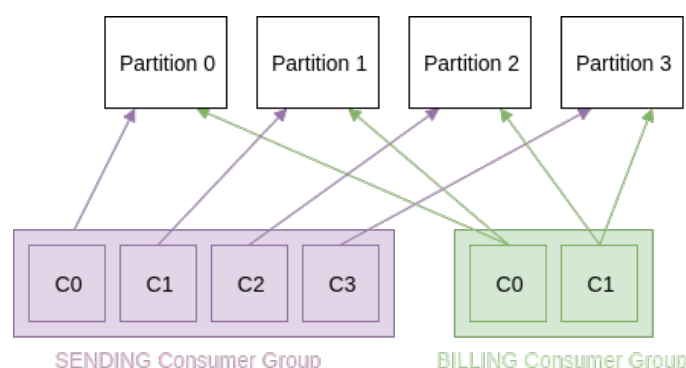 Partition 0
Partition 1
Partition 2
Partition 3
C0
C1
C2
C3
C0
C1
SENDING Consumer Group
BILLING Consumer Group